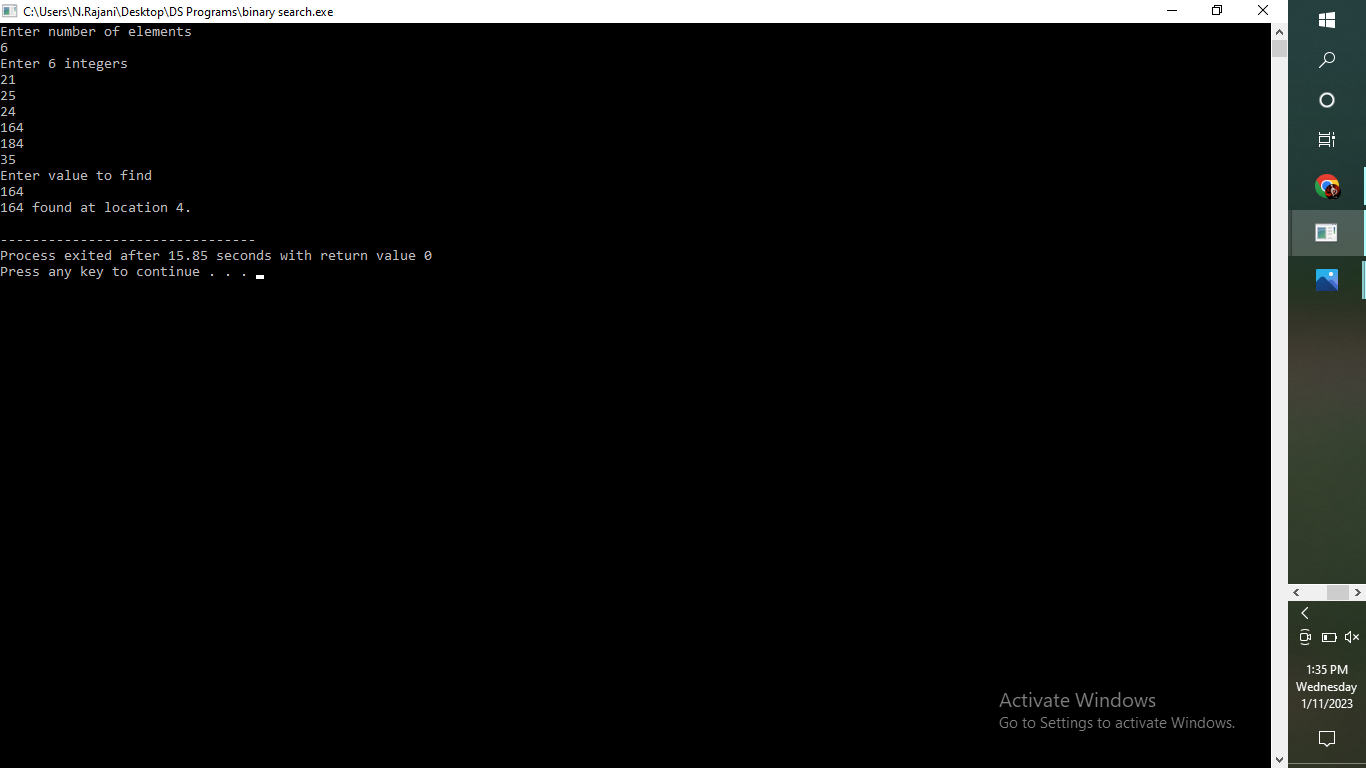 C:\Users\N.Rajani\Desktop\DS Programs\binary search.exe
Enter number of elements
6
Enter 6 integers
21
25
24
164
184
35
Enter value to find
164
164 found at location 4.
--------------------------------
Process exited after 15.85 seconds with return value 0
Press any key to continue . . .
Activate Windows
Go to Settings to activate Windows.
1:35 PM
Wednesday
1/11/2023